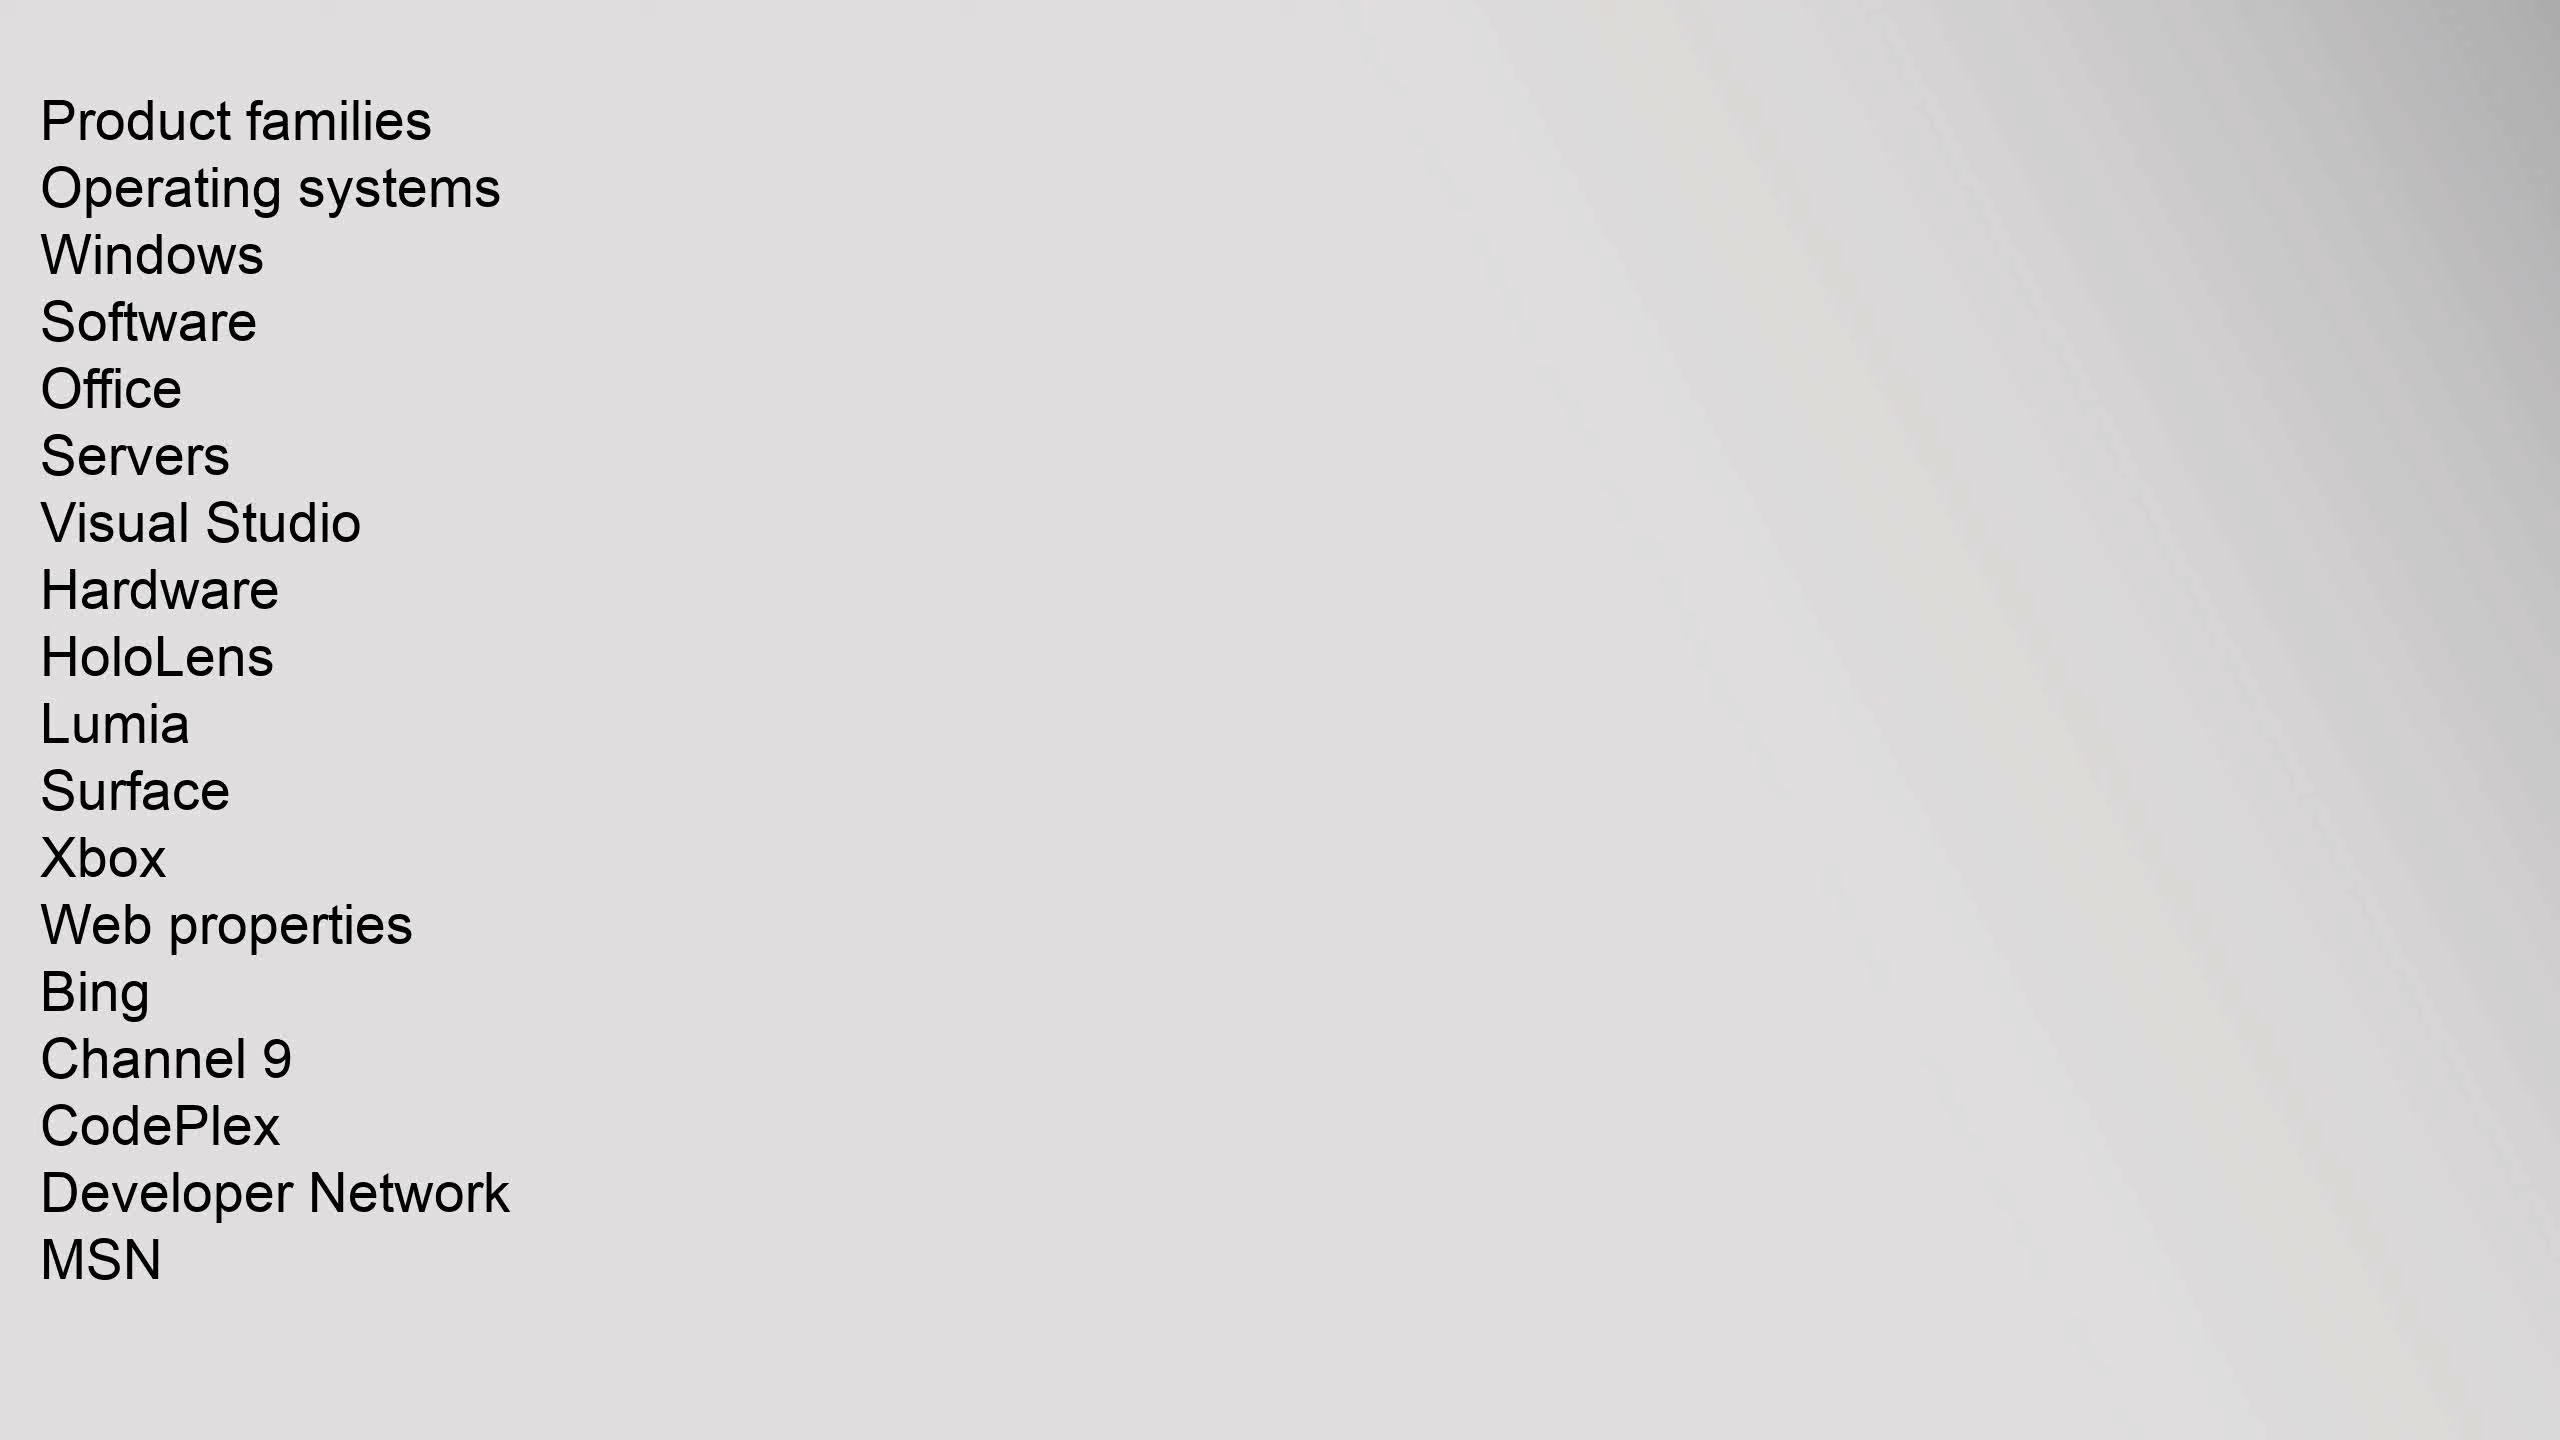 Product families
Operating systems
Windows
Software
Office
Servers
Visual Studio
Hardware
HoloLens
Lumia
Surface
Xbox
Web properties
Bing
Channel 9
CodePlex
Developer Network
MSN